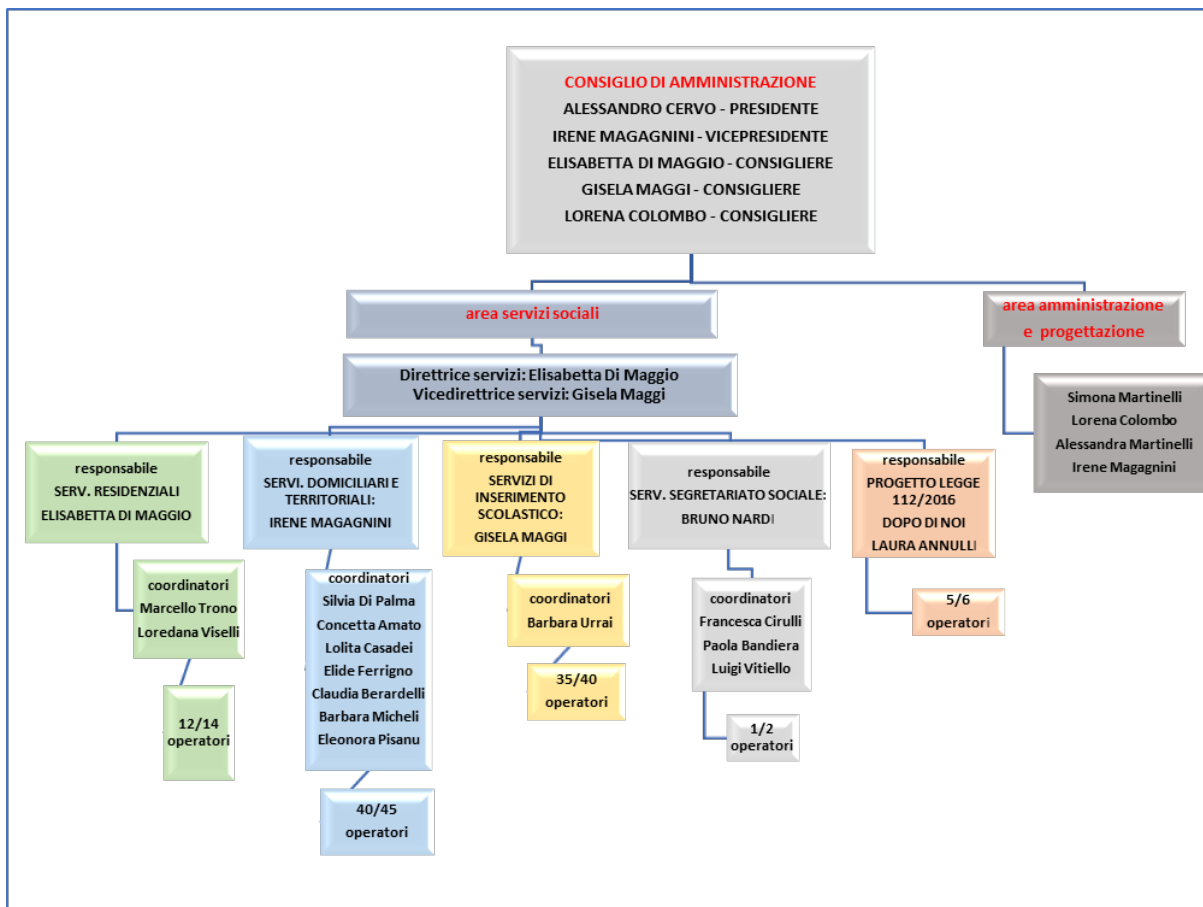 CONSIGLIO DI AMMINISTRAZIONE
ALESSANDRO CERVO - PRESIDENTE
IRENE MAGAGNINI - VICEPRESIDENTE
ELISABETTA DI MAGGIO - CONSIGLIERE
GISELA MAGGI - CONSIGLIERE
LORENA COLOMBO - CONSIGLIERE
area servizi sociali
area amministrazione
e progettazione
Direttrice servizi: Elisabetta Di Maggio
Vicedirettrice servizi: Gisela Maggi
Simona Martinelli
Lorena Colombo
Alessandra Martinelli
Irene Magagnini
responsabile
SERV. RESIDENZIALI
ELISABETTA DI MAGGIO
responsabile
SERVI. DOMICILIARI E
TERRITORIALI:
IRENE MAGAGNINI
responsabile
SERVIZI DI
INSERIMENTO
SCOLASTICO:
GISELA MAGGI
responsabile
SERV. SEGRETARIATO SOCIALE:
BRUNO NARDI
responsabile
PROGETTO LEGGE
112/2016
DOPO DI NOI
LAURA ANNULLI
coordinatori
Marcello Trono
Loredana Viselli
coordinatori
Silvia Di Palma
Concetta Amato
Lolita Casadei
Elide Ferrigno
Claudia Berardelli
Barbara Micheli
Eleonora Pisanu
coordinatori
Barbara Urrai
coordinatori
Francesca Cirulli
Paola Bandiera
Luigi Vitiello
5/6
operatori
12/14
operatori
40/45
operatori
35/40
operatori
1/2
operatori